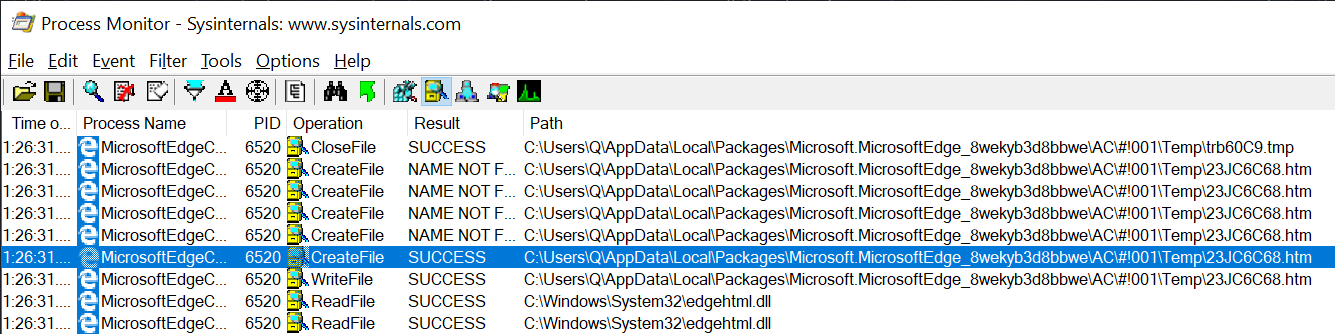 Process Monitor - Sysinternals: www.sysinternals.com
File Edit Event Filter Tools Options Help
Time o... Process Name PID Operation Result Path
1:26:31.... MicrosoftEdgeC... 6520 CloseFile SUCCESS C:\Users\Q\AppData\Local\Packages\Microsoft.MicrosoftEdge_8wekyb3d8bbwe\AC\#!001\Temp\trb60C9.tmp
1:26:31.... MicrosoftEdgeC... 6520 CreateFile NAME NOT F... C:\Users\Q\AppData\Local\Packages\Microsoft.MicrosoftEdge_8wekyb3d8bbwe\AC\#!001\Temp\23JC6C68.htm
1:26:31.... MicrosoftEdgeC... 6520 CreateFile NAME NOT F... C:\Users\Q\AppData\Local\Packages\Microsoft.MicrosoftEdge_8wekyb3d8bbwe\AC\#!001\Temp\23JC6C68.htm
1:26:31.... MicrosoftEdgeC... 6520 CreateFile NAME NOT F... C:\Users\Q\AppData\Local\Packages\Microsoft.MicrosoftEdge_8wekyb3d8bbwe\AC\#!001\Temp\23JC6C68.htm
1:26:31.... MicrosoftEdgeC... 6520 CreateFile NAME NOT F... C:\Users\Q\AppData\Local\Packages\Microsoft.MicrosoftEdge_8wekyb3d8bbwe\AC\#!001\Temp\23JC6C68.htm
1:26:31.... MicrosoftEdgeC... 6520 CreateFile SUCCESS C:\Users\Q\AppData\Local\Packages\Microsoft.MicrosoftEdge_8wekyb3d8bbwe\AC\#!001\Temp\23JC6C68.htm
1:26:31.... MicrosoftEdgeC... 6520 WriteFile SUCCESS C:\Users\Q\AppData\Local\Packages\Microsoft.MicrosoftEdge_8wekyb3d8bbwe\AC\#!001\Temp\23JC6C68.htm
1:26:31.... MicrosoftEdgeC... 6520 ReadFile SUCCESS C:\Windows\System32\edgehtml.dll
1:26:31.... MicrosoftEdgeC... 6520 ReadFile SUCCESS C:\Windows\System32\edgehtml.dll